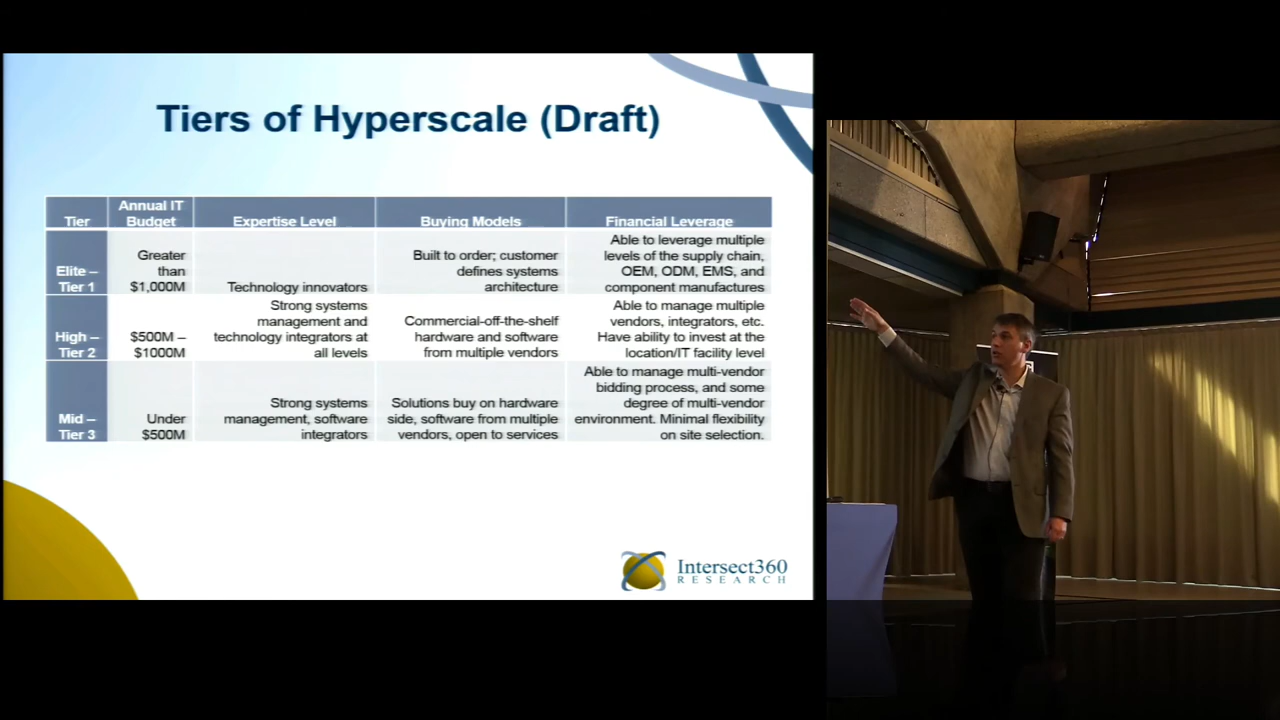 Tiers of Hyperscale (Draft)
Tier
Annual IT
Budget
Expertise Level
Buying Models
Financial Leverage
Elite –
Tier 1
Greater
than
$1,000M
Technology innovators
Built to order; customer
defines systems
architecture
Able to leverage multiple
levels of the supply chain,
OEM, ODM, EMS, and
component manufactures
High –
Tier 2
$500M –
$1000M
Strong systems
management and
technology integrators at
all levels
Commercial-off-the-shelf
hardware and software
from multiple vendors
Able to manage multiple
vendors, integrators, etc.
Have ability to invest at the
location/IT facility level
Mid –
Tier 3
Under
$500M
Strong systems
management, software
integrators
Solutions buy on hardware
side, software from multiple
vendors, open to services
Able to manage multi-vendor
bidding process, and some
degree of multi-vendor
environment. Minimal flexibility
on site selection.
Intersect360
RESEARCH